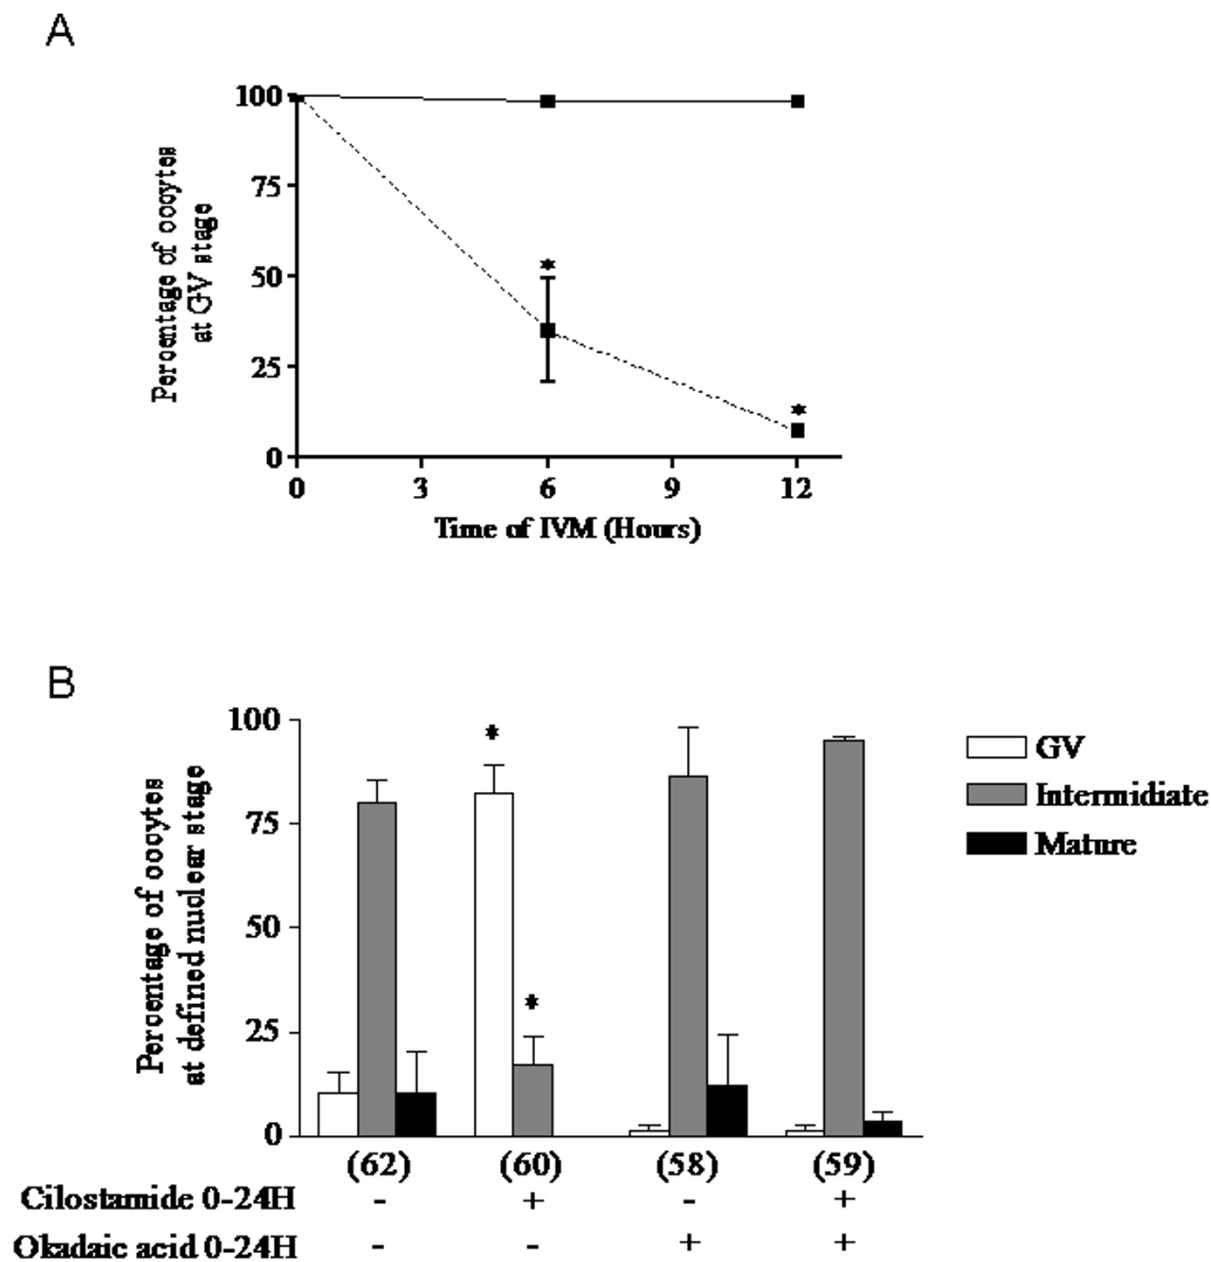 A
100
75
50
25
0
Percentage of oocytes
at GV stage
*
*
0 3 6 9 12
Time of IVM (Hours)
B
100
75
50
25
0
Percentage of oocytes
at defined nuclear stage
*
*
GV
Intermidiate
Mature
(62) (60) (58) (59)
Cilostamide 0-24H - + - +
Okadaic acid 0-24H - - + +